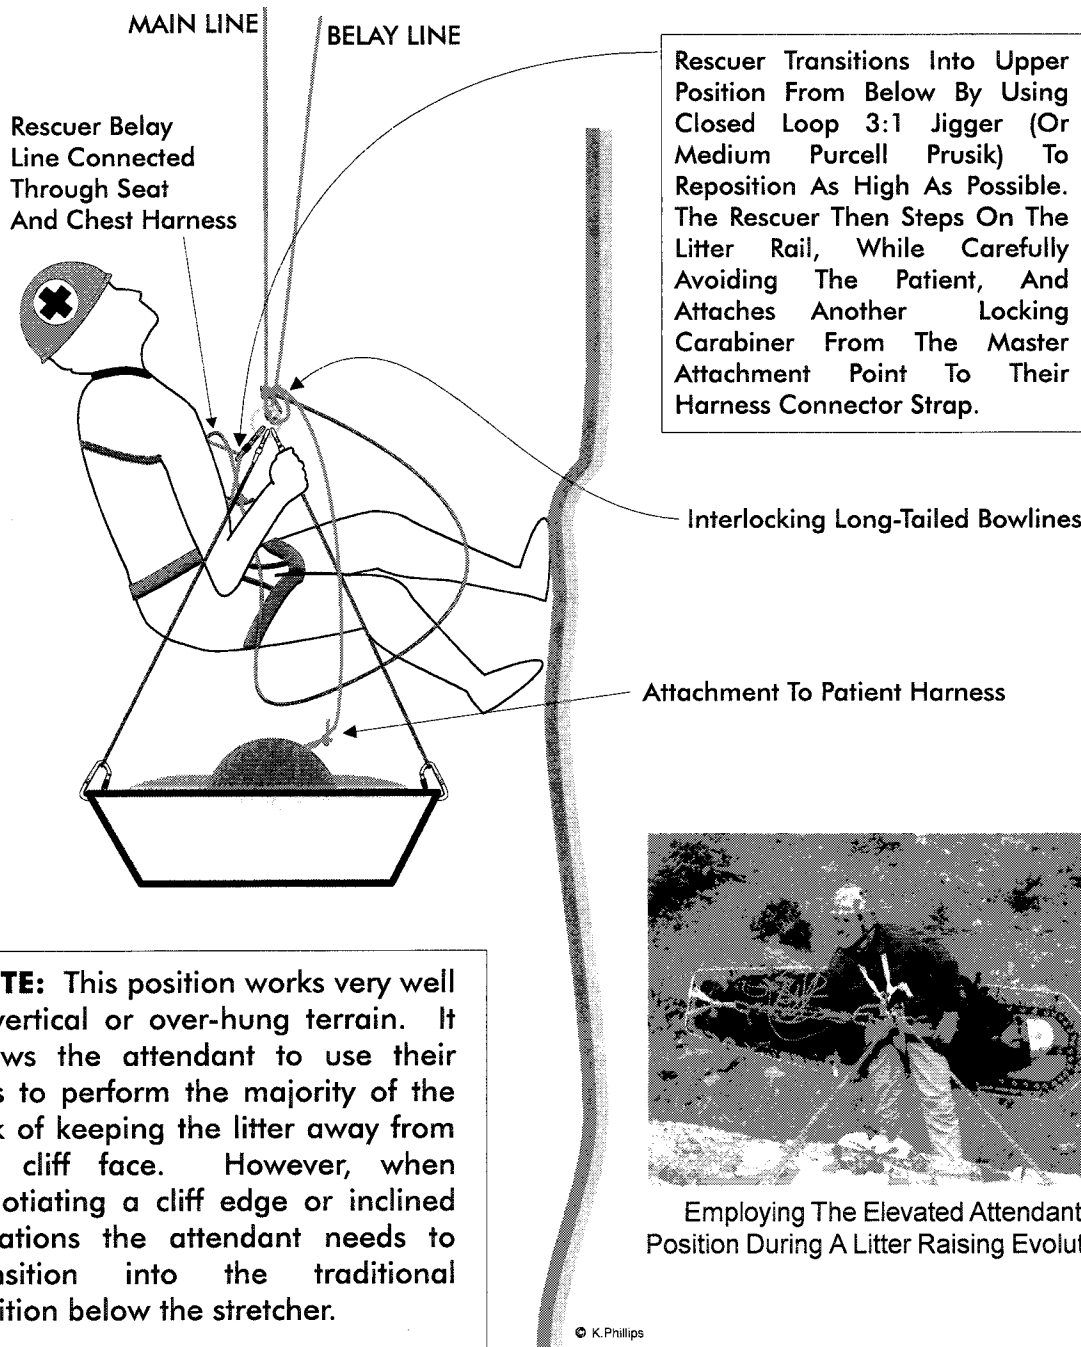 MAIN LINE
BELAY LINE
Rescuer Belay
Line Connected
Through Seat
And Chest Harness
Rescuer Transitions Into Upper
Position From Below By Using
Closed Loop 3:1 Jigger (Or
Medium Purcell Prusik) To
Reposition As High As Possible.
The Rescuer Then Steps On The
Litter Rail, While Carefully
Avoiding The Patient, And
Attaches Another Locking
Carabiner From The Master
Attachment Point To Their
Harness Connector Strap.
Interlocking Long-Tailed Bowlines
Attachment To Patient Harness
TE: This position works very well
vertical or over-hung terrain. It
ws the attendant to use their
s to perform the majority of the
k of keeping the litter away from
cliff face. However, when
otiating a cliff edge or inclined
ations the attendant needs to
nsition into the traditional
ition below the stretcher.
Employing The Elevated Attendant
Position During A Litter Raising Evolut
© K.Phillips